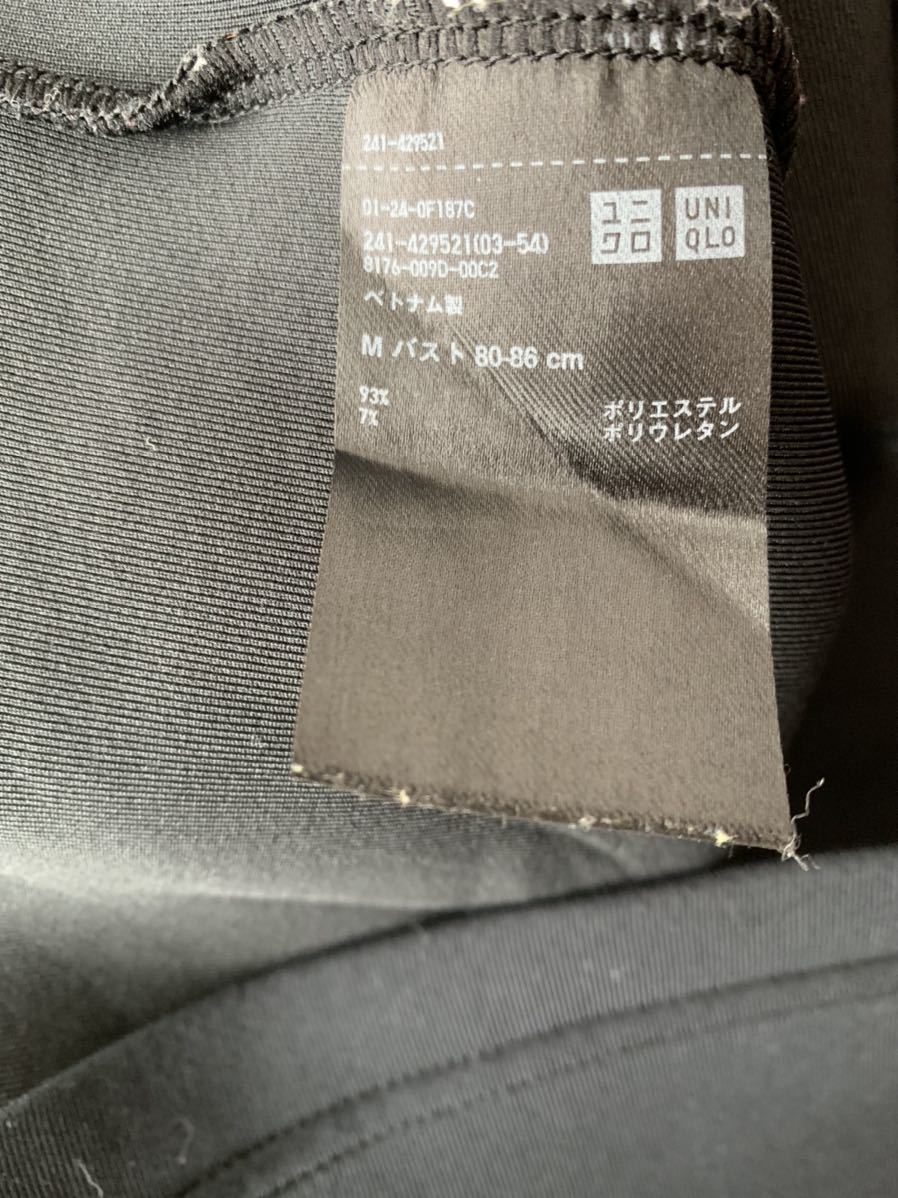 241-429521
01-24-0F187C
241-429521(03-54)
8176-009D-00C2
ユニ
クロ
UNI
QLO
ベトナム製
M バスト 80-86 cm
93% ポリエステル
7% ポリウレタン